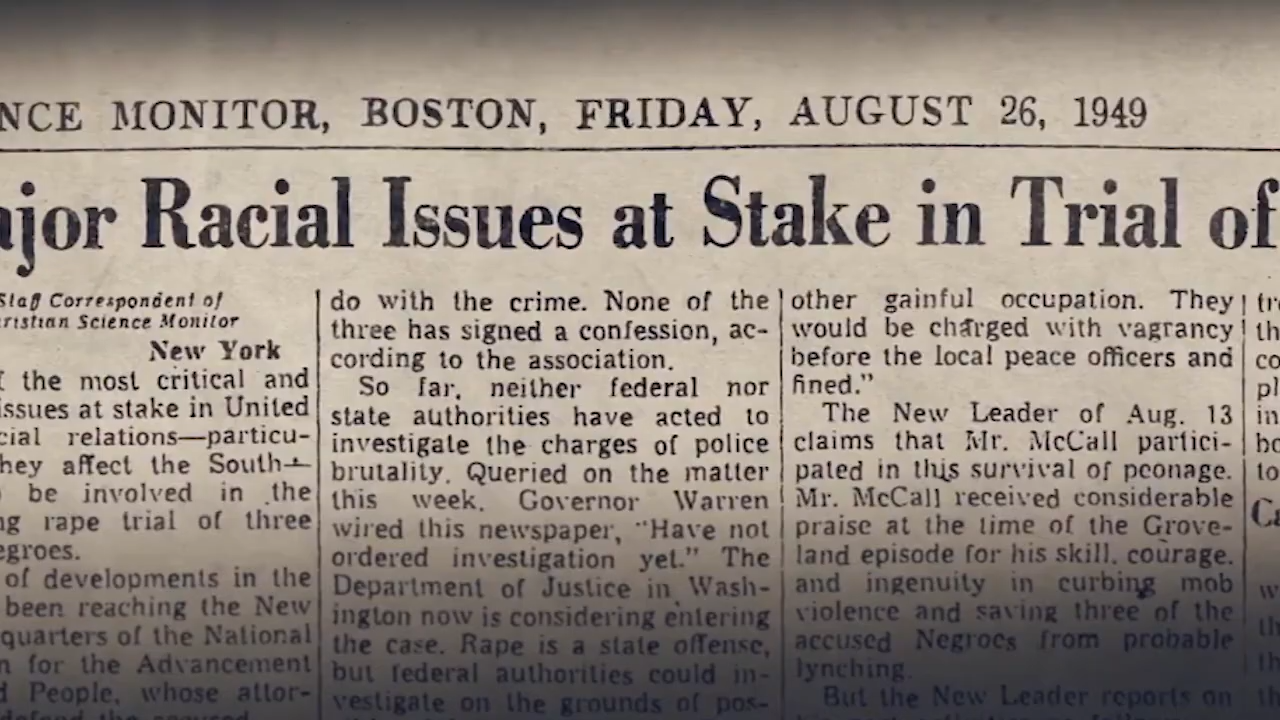 NCE MONITOR, BOSTON, FRIDAY, AUGUST 26, 1949
ajor Racial Issues at Stake in Trial of
Staff Correspondent of
ristian Science Monitor
New York
f the most critical and
issues at stake in United
cial relations—particu-
hey affect the South—
be involved in the
ng rape trial of three
egroes.
of developments in the
been reaching the New
quarters of the National
n for the Advancement
d People, whose attor-
defend the accused
do with the crime. None of the
three has signed a confession, ac-
cording to the association.
So far, neither federal nor
state authorities have acted to
investigate the charges of police
brutality. Queried on the matter
this week, Governor Warren
wired this newspaper, "Have not
ordered investigation yet." The
Department of Justice in Wash-
ington now is considering entering
the case. Rape is a state offense,
but federal authorities could in-
vestigate on the grounds of pos-
other gainful occupation. They
would be charged with vagrancy
before the local peace officers and
fined."
The New Leader of Aug. 13
claims that Mr. McCall partici-
pated in this survival of peonage.
Mr. McCall received considerable
praise at the time of the Grove-
land episode for his skill, courage,
and ingenuity in curbing mob
violence and saving three of the
accused Negroes from probable
lynching.
But the New Leader reports on